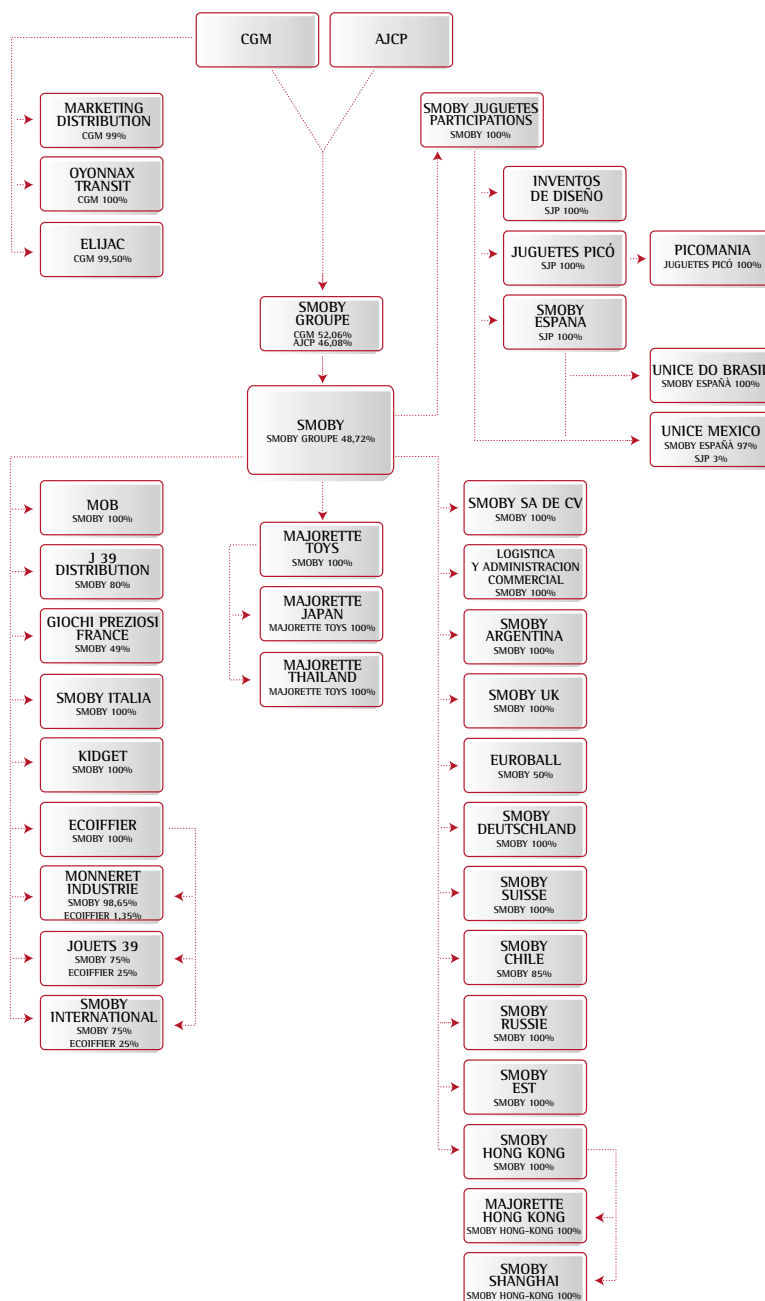 CGM
AJCP
MARKETING
DISTRIBUTION
CGM 99%
OYONNAX
TRANSIT
CGM 100%
ELIJAC
CGM 99,50%
SMOBY JUGUETES
PARTICIPATIONS
SMOBY 100%
INVENTOS
DE DISEÑO
SJP 100%
JUGUETES PICÓ
SJP 100%
PICOMANIA
JUGUETES PICÓ 100%
SMOBY
ESPANA
SJP 100%
UNICE DO BRASIL
SMOBY ESPAÑÀ 100%
UNICE MEXICO
SMOBY ESPAÑÀ 97%
SJP 3%
SMOBY
GROUPE
CGM 52,06%
AJCP 46,08%
SMOBY
SMOBY GROUPE 48,72%
MOB
SMOBY 100%
J 39
DISTRIBUTION
SMOBY 80%
GIOCHI PREZIOSI
FRANCE
SMOBY 49%
SMOBY ITALIA
SMOBY 100%
KIDGET
SMOBY 100%
ECOIFFIER
SMOBY 100%
MONNERET
INDUSTRIE
SMOBY 98,65%
ECOIFFIER 1,35%
JOUETS 39
SMOBY 75%
ECOIFFIER 25%
SMOBY
INTERNATIONAL
SMOBY 75%
ECOIFFIER 25%
MAJORETTE
TOYS
SMOBY 100%
MAJORETTE
JAPAN
MAJORETTE TOYS 100%
MAJORETTE
THAILAND
MAJORETTE TOYS 100%
SMOBY SA DE CV
SMOBY 100%
LOGISTICA
Y ADMINISTRACION
COMMERCIAL
SMOBY 100%
SMOBY
ARGENTINA
SMOBY 100%
SMOBY UK
SMOBY 100%
EUROBALL
SMOBY 50%
SMOBY
DEUTSCHLAND
SMOBY 100%
SMOBY
SUISSE
SMOBY 100%
SMOBY
CHILE
SMOBY 85%
SMOBY
RUSSIE
SMOBY 100%
SMOBY
EST
SMOBY 100%
SMOBY
HONG KONG
SMOBY 100%
MAJORETTE
HONG KONG
SMOBY HONG-KONG 100%
SMOBY
SHANGHAI
SMOBY HONG-KONG 100%